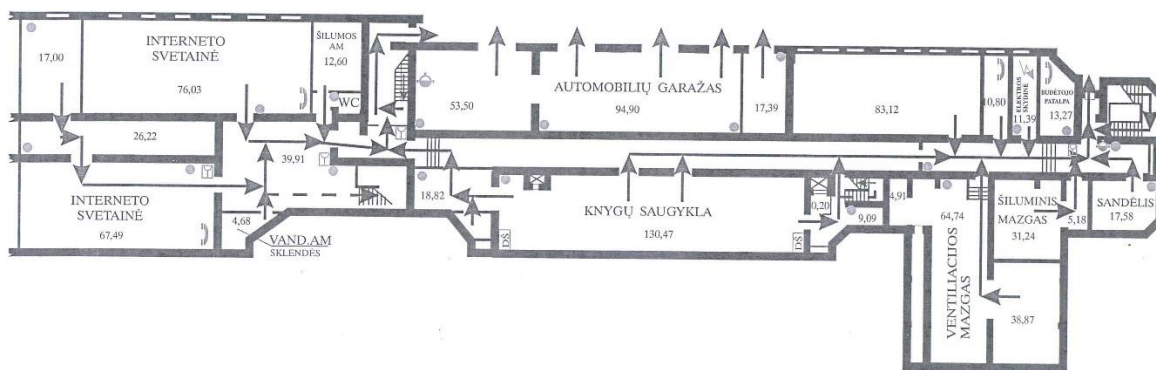 17,00
INTERNETO
SVETAINĖ
76,03
ŠILUMOS
AM
12,60
WC
26,22
39,91
INTERNETO
SVETAINĖ
67,49
4,68
VAND.AM
SKLENDĖS
53,50
AUTOMOBILIŲ GARAŽAS
94,90
17,39
83,12
10,80
ELEKTROS
SKYDINĖ
11,39
BUDĖTOJO
PATALPA
13,27
18,82
DŠ
KNYGŲ SAUGYKLA
130,47
DŠ
0,20
9,09
4,91
64,74
VENTILIACIJOS
MAZGAS
ŠILUMINIS
MAZGAS
31,24
5,18
SANDĖLIS
17,58
38,87